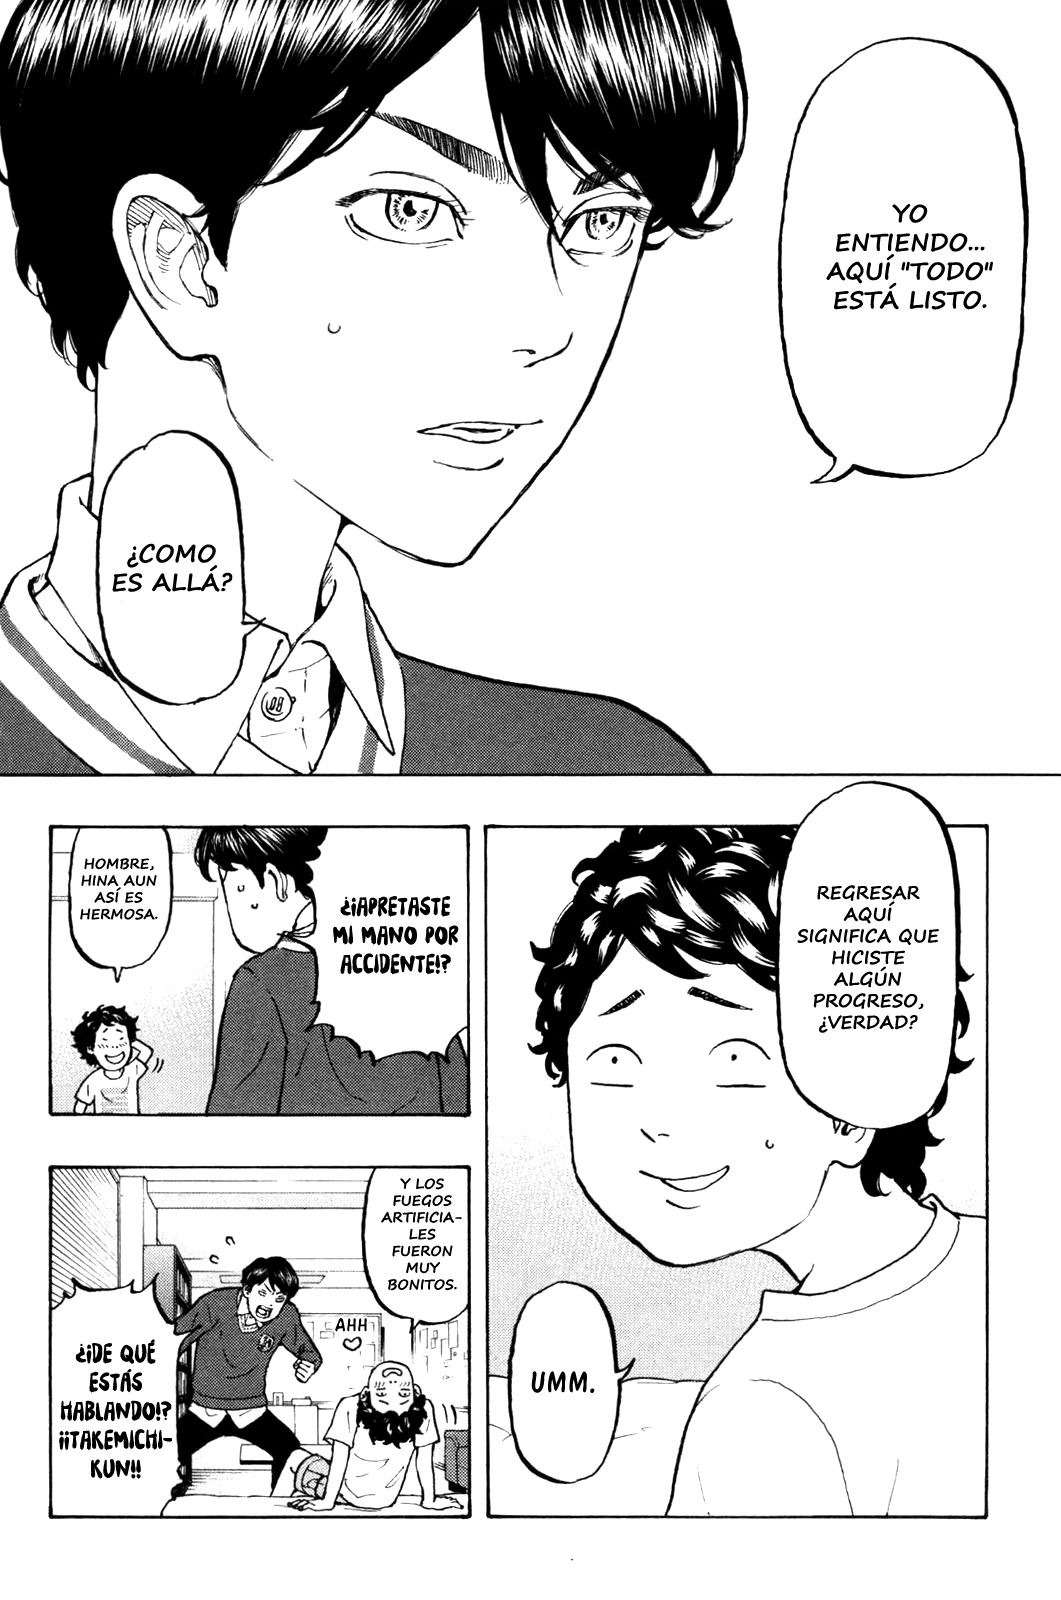 YO
ENTIENDO...
AQUÍ "TODO"
ESTÁ LISTO.
¿COMO
ES ALLÁ?
REGRESAR
AQUÍ
SIGNIFICA QUE
HICISTE
ALGÚN
PROGRESO,
¿VERDAD?
UMM.
¿¡APRETASTE
MI MANO POR
ACCIDENTE!?
HOMBRE,
HINA AUN
ASÍ ES
HERMOSA.
Y LOS
FUEGOS
ARTIFICIA-
LES
FUERON
MUY
BONITOS.
AHH
¿¡DE QUÉ
ESTÁS
HABLANDO!?
¡¡TAKEMICHI-
KUN!!